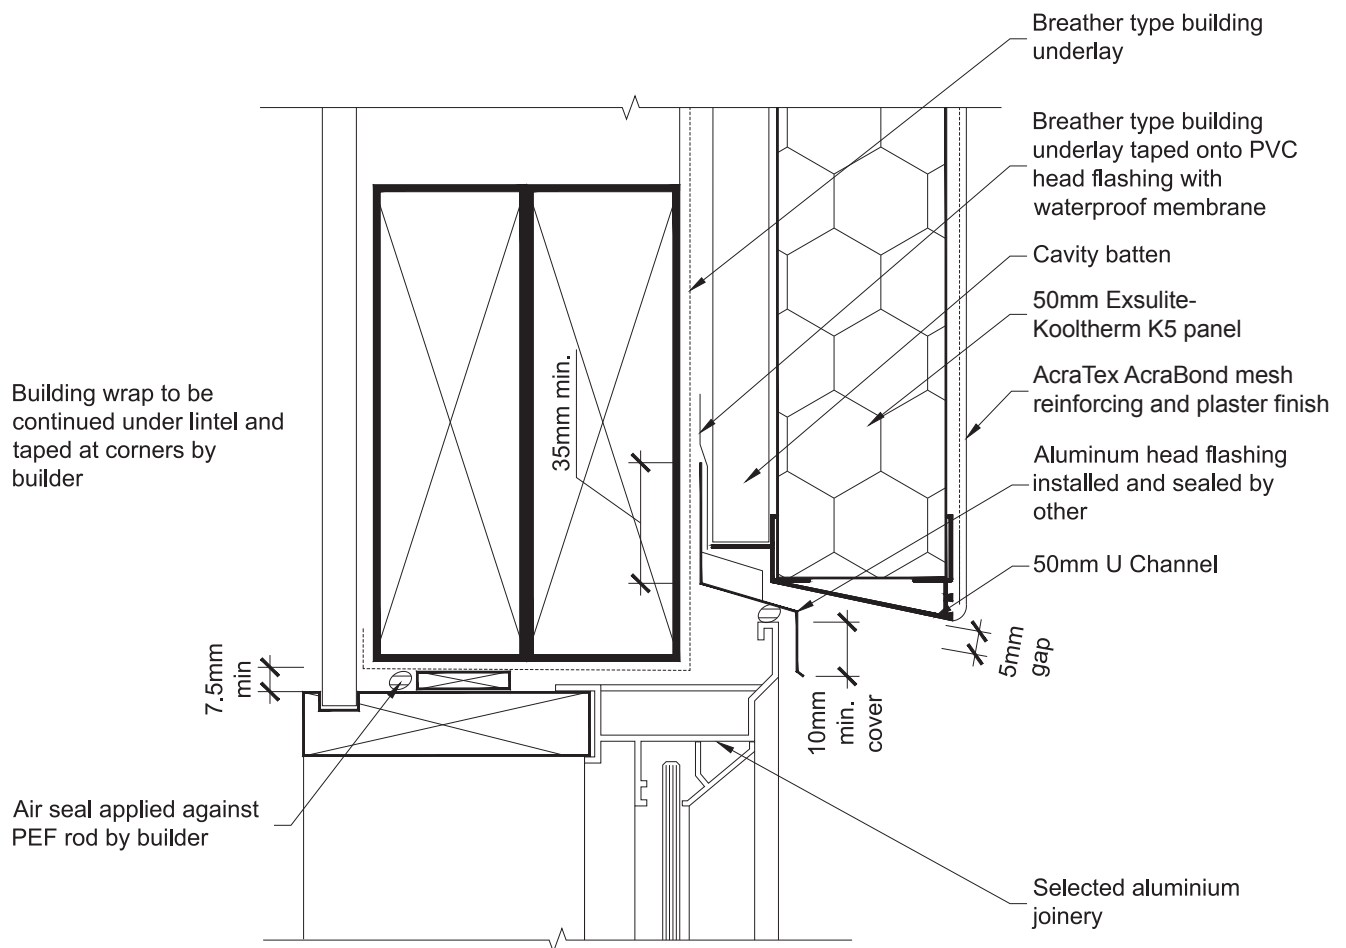 Breather type building
underlay
Breather type building
underlay taped onto PVC
head flashing with
waterproof membrane
Cavity batten
50mm Exsulite-
Kooltherm K5 panel
AcraTex AcraBond mesh
reinforcing and plaster finish
Aluminum head flashing
installed and sealed by
other
50mm U Channel
Building wrap to be
continued under lintel and
taped at corners by
builder
35mm min.
7.5mm
min
5mm
gap
10mm
min.
cover
Air seal applied against
PEF rod by builder
Selected aluminium
joinery